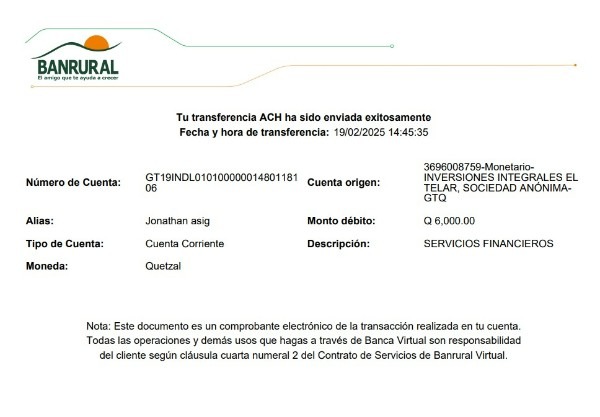 BANRURAL
El amigo que te ayuda a crecer
Tu transferencia ACH ha sido enviada exitosamente
Fecha y hora de transferencia: 19/02/2025 14:45:35
Número de Cuenta:
GT19INDL010100000014801181
06
Cuenta origen:
3696008759-Monetario-
INVERSIONES INTEGRALES EL
TELAR, SOCIEDAD ANÓNIMA-
GTQ
Alias:
Jonathan asig
Monto débito:
Q 6,000.00
Tipo de Cuenta:
Cuenta Corriente
Descripción:
SERVICIOS FINANCIEROS
Moneda:
Quetzal
Nota: Este documento es un comprobante electrónico de la transacción realizada en tu cuenta.
Todas las operaciones y demás usos que hagas a través de Banca Virtual son responsabilidad
del cliente según cláusula cuarta numeral 2 del Contrato de Servicios de Banrural Virtual.